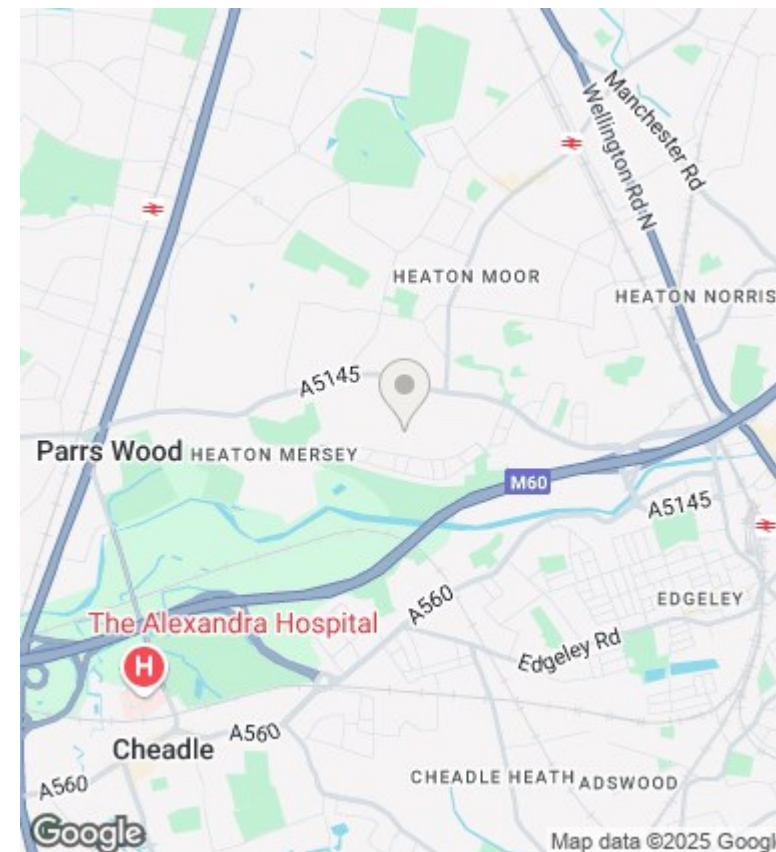 Manchester Rd
Wellington Rd N
HEATON MOOR
HEATON NORRIS
A5145
Parrs Wood
HEATON MERSEY
M60
A5145
A560
EDGELEY
The Alexandra Hospital
H
Edgeley Rd
A560
Cheadle
A560
CHEADLE HEATH
ADSWOOD
Google
Map data ©2025 Googl